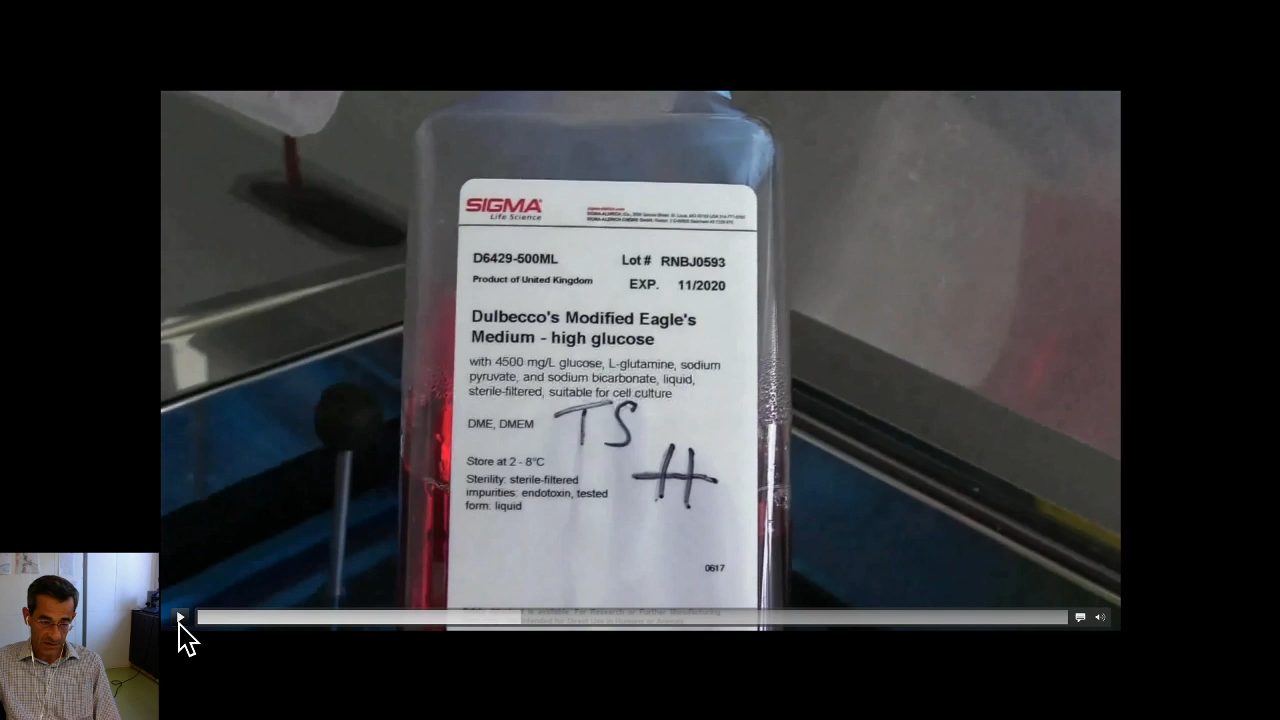 SIGMA
Life Science
D6429-500ML
Lot # RNBJ0593
Product of United Kingdom
EXP. 11/2020
Dulbecco's Modified Eagle's
Medium - high glucose
with 4500 mg/L glucose, L-glutamine, sodium
pyruvate, and sodium bicarbonate, liquid,
sterile-filtered, suitable for cell culture
DME, DMEM
TS
H
Store at 2 - 8°C
Sterility: sterile-filtered
impurities: endotoxin, tested
form: liquid
0617